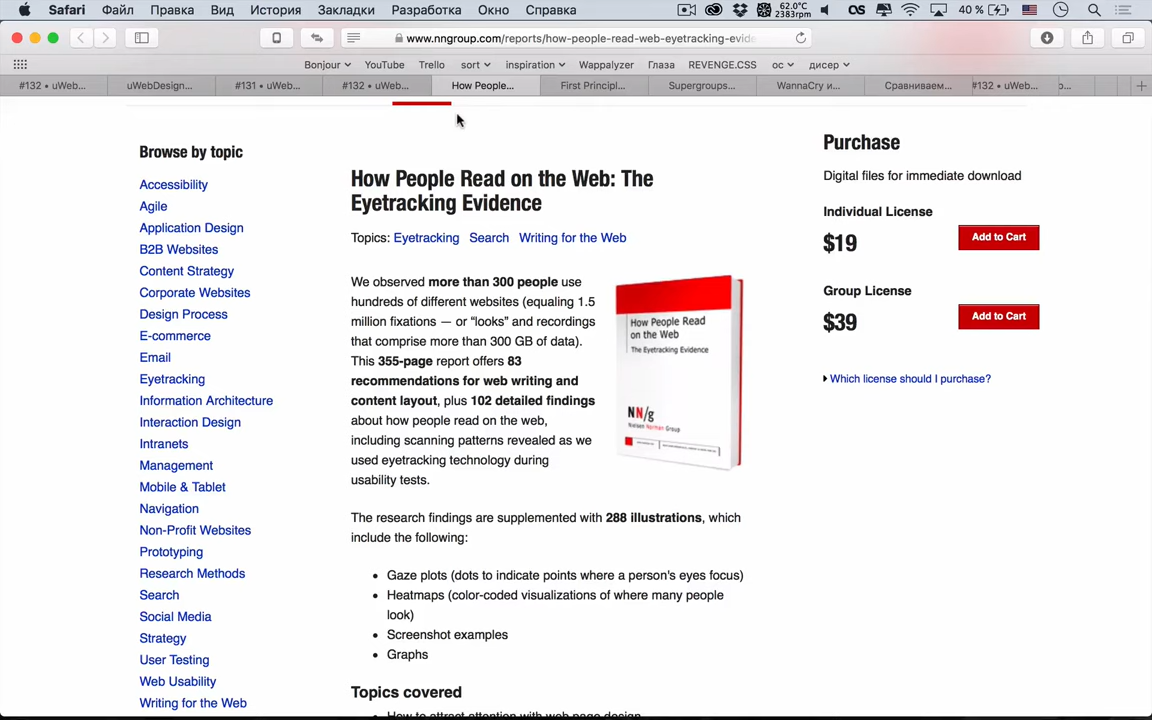 Safari Файл Правка Вид История Закладки Разработка Окно Справка 62.0°C 2383rpm 40 %
www.nngroup.com/reports/how-people-read-web-eyetracking-evide
Bonjour YouTube Trello sort inspiration Wappalyzer Глаза REVENGE.CSS ос дисер
#132 • uWeb... uWebDesign... #131 • uWeb... #132 • uWeb... How People... First Principl... Supergroups... WannaCry и... Сравниваем... #132 • uWeb...
Browse by topic
Accessibility
Agile
Application Design
B2B Websites
Content Strategy
Corporate Websites
Design Process
E-commerce
Email
Eyetracking
Information Architecture
Interaction Design
Intranets
Management
Mobile & Tablet
Navigation
Non-Profit Websites
Prototyping
Research Methods
Search
Social Media
Strategy
User Testing
Web Usability
Writing for the Web
How People Read on the Web: The
Eyetracking Evidence
Topics: Eyetracking Search Writing for the Web
We observed more than 300 people use
hundreds of different websites (equaling 1.5
million fixations — or “looks” and recordings
that comprise more than 300 GB of data).
This 355-page report offers 83
recommendations for web writing and
content layout, plus 102 detailed findings
about how people read on the web,
including scanning patterns revealed as we
used eyetracking technology during
usability tests.
How People Read
on the Web
The Eyetracking Evidence
NN/g
Nielsen Norman Group
The research findings are supplemented with 288 illustrations, which
include the following:
• Gaze plots (dots to indicate points where a person's eyes focus)
• Heatmaps (color-coded visualizations of where many people
look)
• Screenshot examples
• Graphs
Topics covered
• How to attract attention with web page design
Purchase
Digital files for immediate download
Individual License
$19 Add to Cart
Group License
$39 Add to Cart
Which license should I purchase?